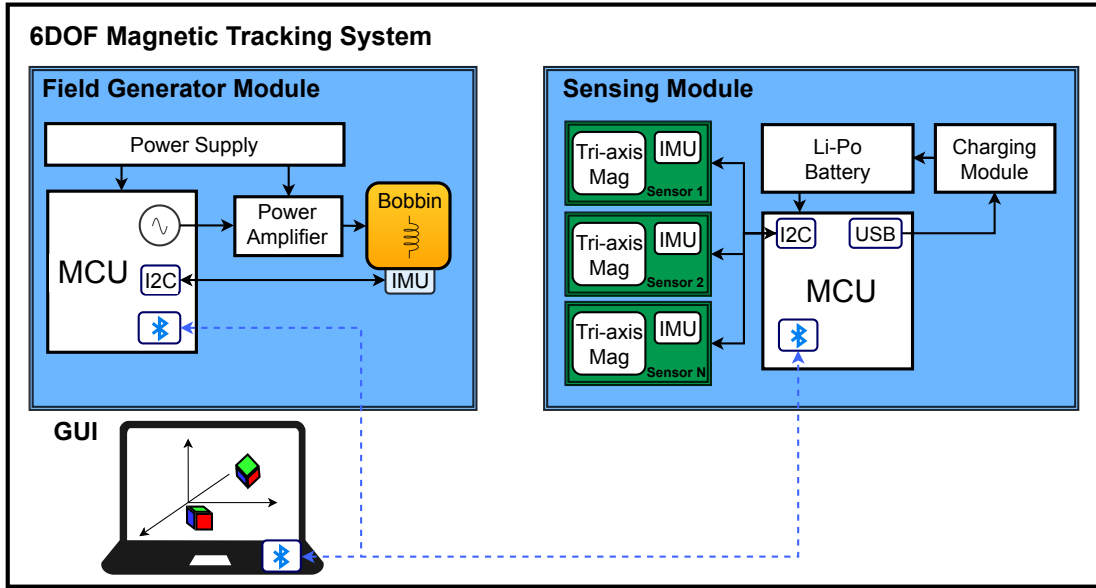 6DOF Magnetic Tracking System
Field Generator Module
Power Supply
MCU
Power
Amplifier
Bobbin
I2C
IMU
Sensing Module
Tri-axis
Mag
IMU
Sensor 1
Tri-axis
Mag
IMU
Sensor 2
Tri-axis
Mag
IMU
Sensor N
Li-Po
Battery
Charging
Module
I2C
USB
MCU
GUI